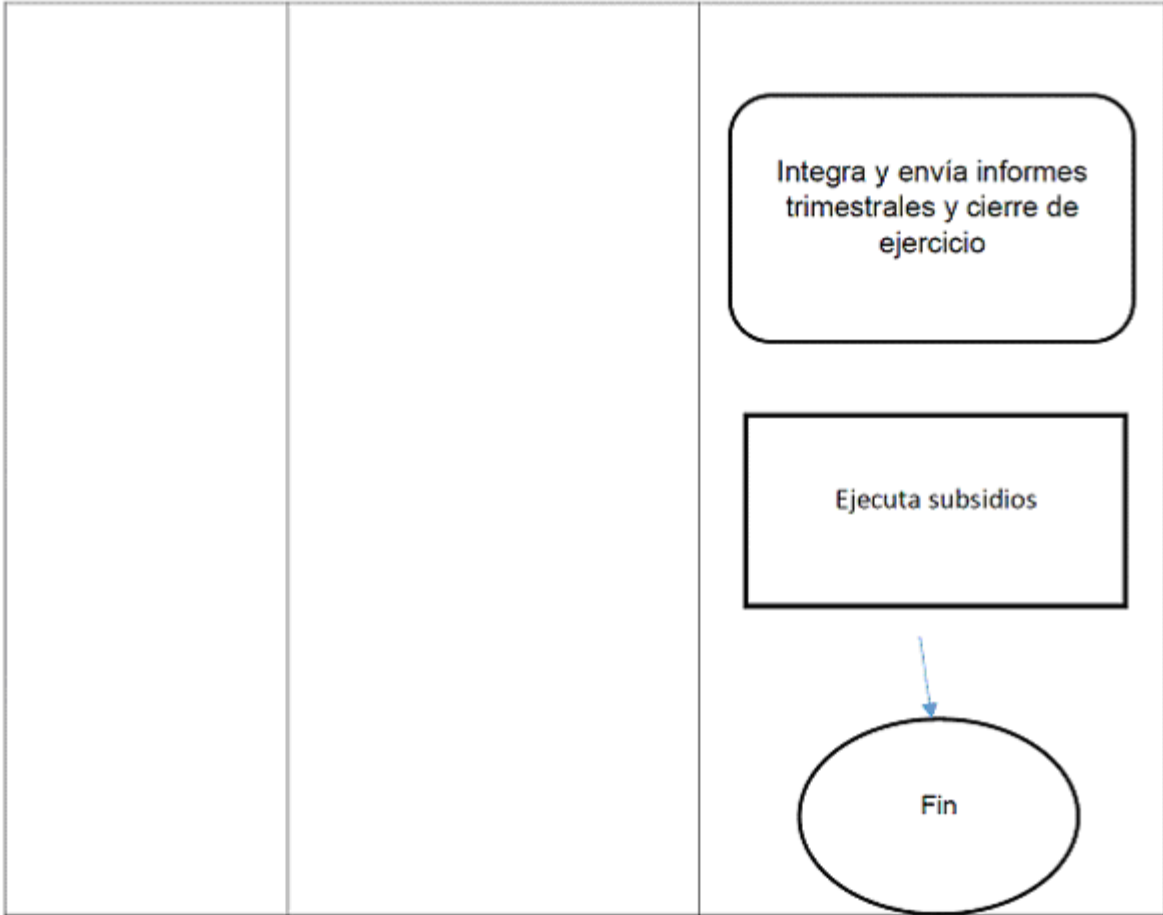 Integra y envía informes
trimestrales y cierre de
ejercicio
Ejecuta subsidios
Fin